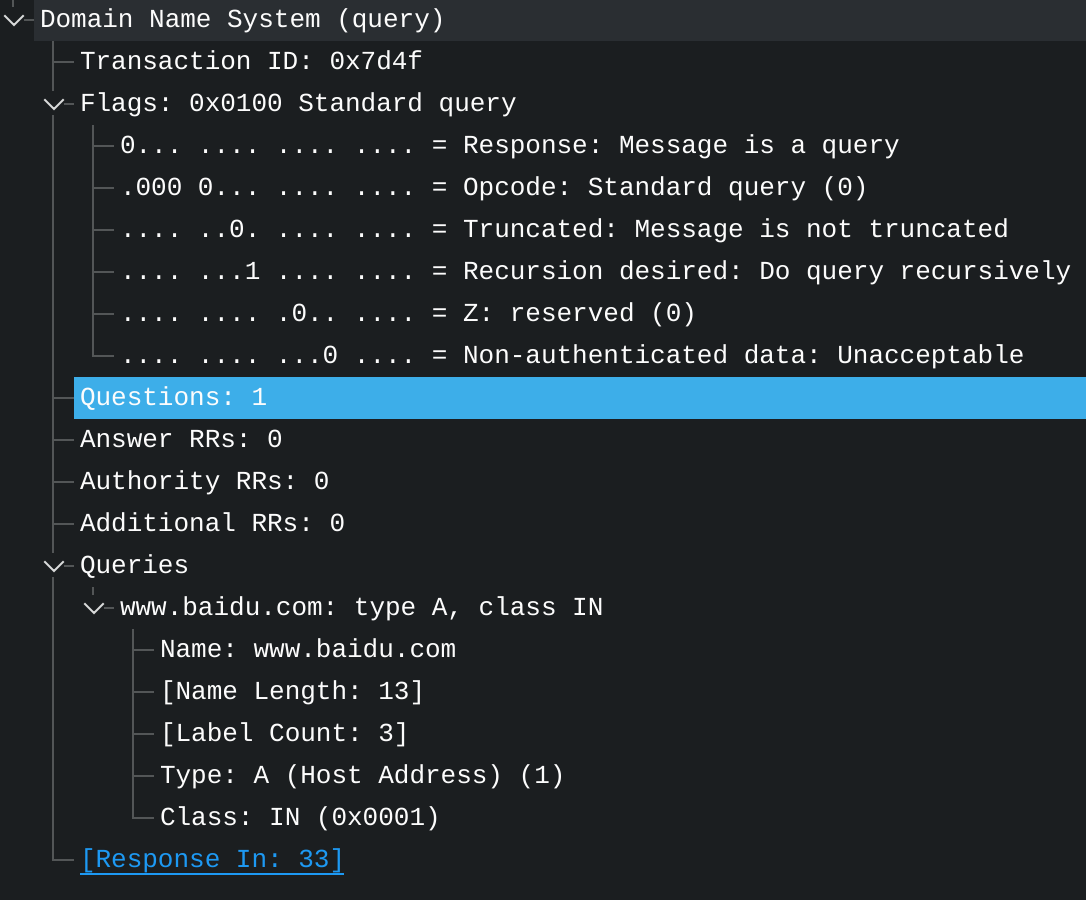 Domain Name System (query)
Transaction ID: 0x7d4f
Flags: 0x0100 Standard query
0... .... .... .... = Response: Message is a query
.000 0... .... .... = Opcode: Standard query (0)
.... ..0. .... .... = Truncated: Message is not truncated
.... ...1 .... .... = Recursion desired: Do query recursively
.... .... .0.. .... = Z: reserved (0)
.... .... ...0 .... = Non-authenticated data: Unacceptable
Questions: 1
Answer RRs: 0
Authority RRs: 0
Additional RRs: 0
Queries
www.baidu.com: type A, class IN
Name: www.baidu.com
[Name Length: 13]
[Label Count: 3]
Type: A (Host Address) (1)
Class: IN (0x0001)
[Response In: 33]